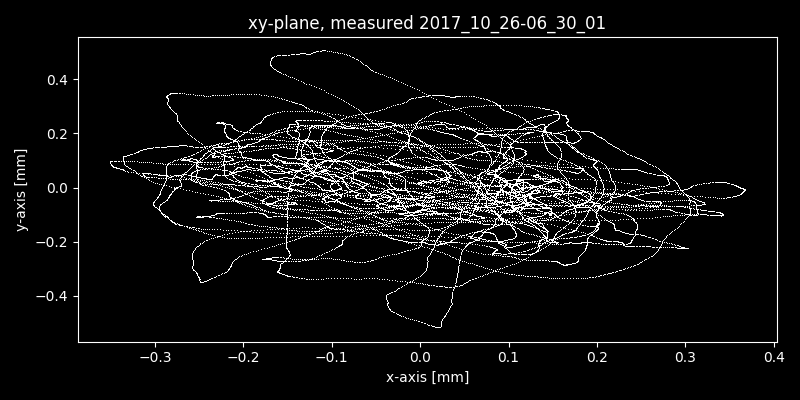 xy-plane, measured 2017_10_26-06_30_01
y-axis [mm]
0.4
0.2
0.0
−0.2
−0.4
−0.3 −0.2 −0.1 0.0 0.1 0.2 0.3 0.4
x-axis [mm]